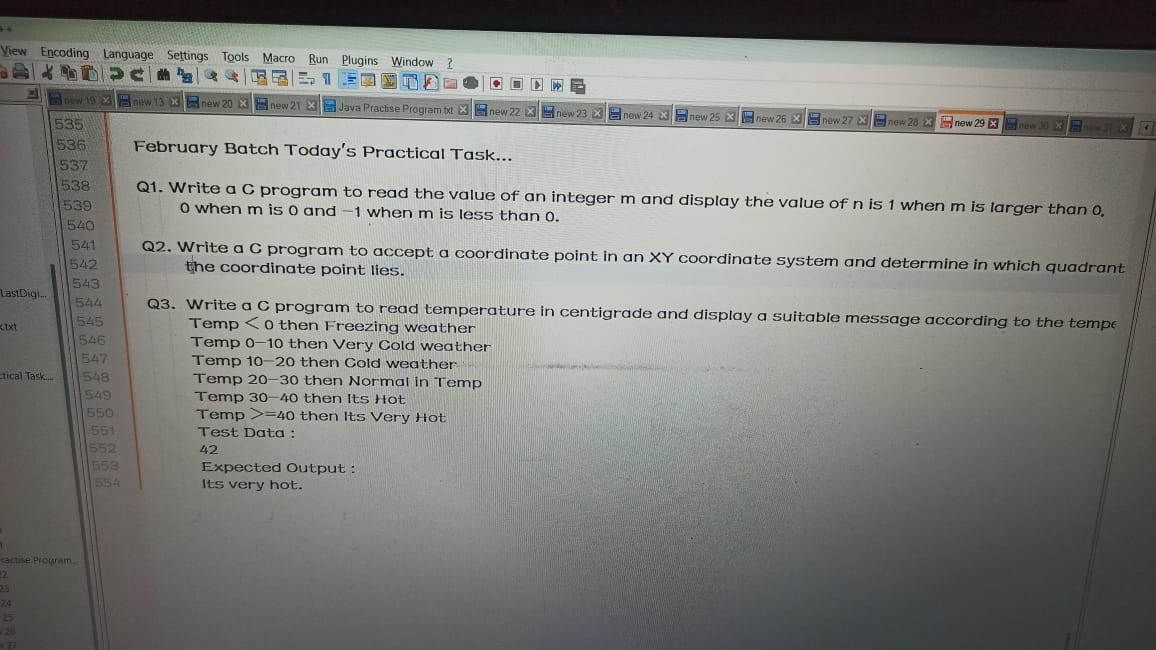 View Encoding Language Settings Tools Macro Run Plugins Window ?
new 19 new 13 new 20 new 21 Java Practise Program.txt new 22 new 23 new 24 new 25 new 26 new 27 new 28 new 29 new 30 new 31
535
536 February Batch Today's Practical Task...
537
538 Q1. Write a C program to read the value of an integer m and display the value of n is 1 when m is larger than 0,
539 0 when m is 0 and -1 when m is less than 0.
540
541 Q2. Write a C program to accept a coordinate point in an XY coordinate system and determine in which quadrant
542 the coordinate point lies.
543
544 Q3. Write a C program to read temperature in centigrade and display a suitable message according to the tempe
545 Temp < 0 then Freezing weather
546 Temp 0-10 then Very Cold weather
547 Temp 10-20 then Cold weather
548 Temp 20-30 then Normal in Temp
549 Temp 30-40 then Its Hot
550 Temp >=40 then Its Very Hot
551 Test Data :
552 42
553 Expected Output :
554 Its very hot.
LastDigi...
c.txt
ctical Task....
ractise Program...
22
23
24
25
26
27